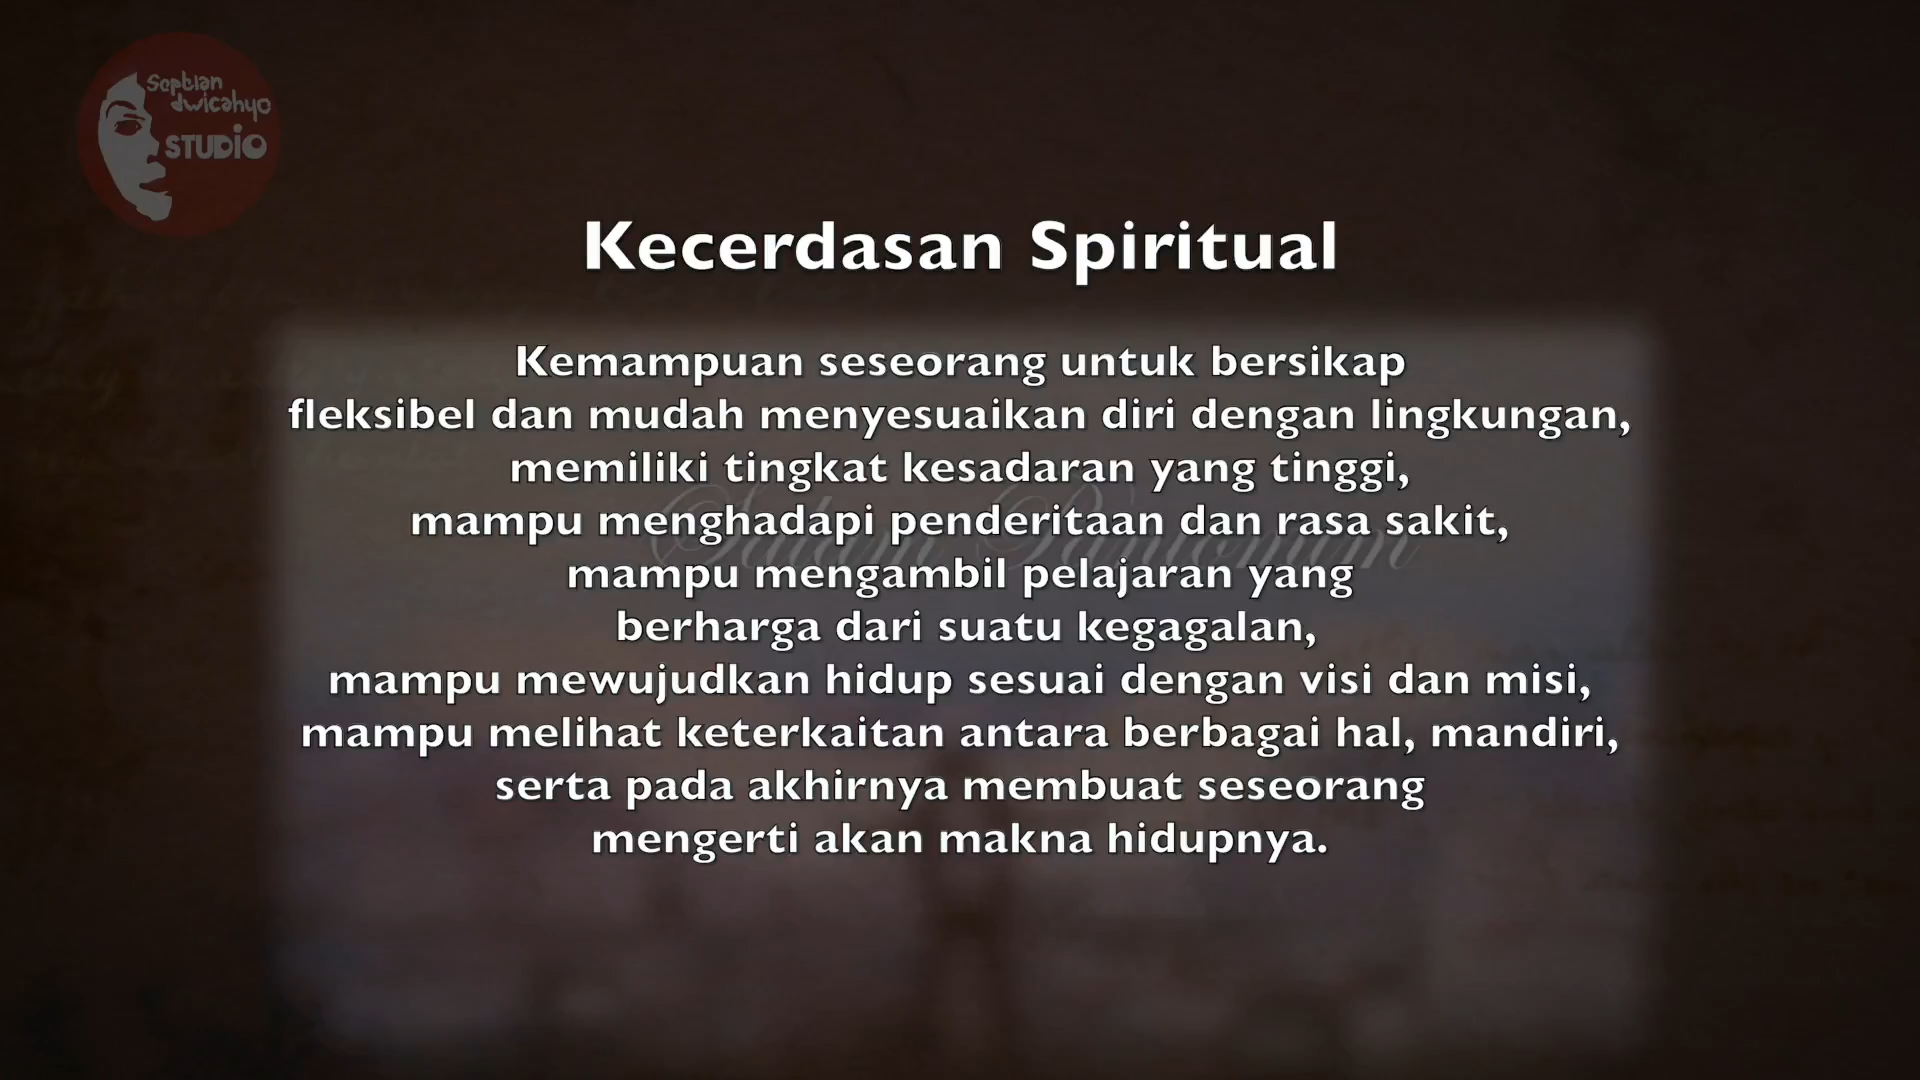 Septian
dwicahyo
STUDIO
Kecerdasan Spiritual
Kemampuan seseorang untuk bersikap
fleksibel dan mudah menyesuaikan diri dengan lingkungan,
memiliki tingkat kesadaran yang tinggi,
mampu menghadapi penderitaan dan rasa sakit,
mampu mengambil pelajaran yang
berharga dari suatu kegagalan,
mampu mewujudkan hidup sesuai dengan visi dan misi,
mampu melihat keterkaitan antara berbagai hal, mandiri,
serta pada akhirnya membuat seseorang
mengerti akan makna hidupnya.